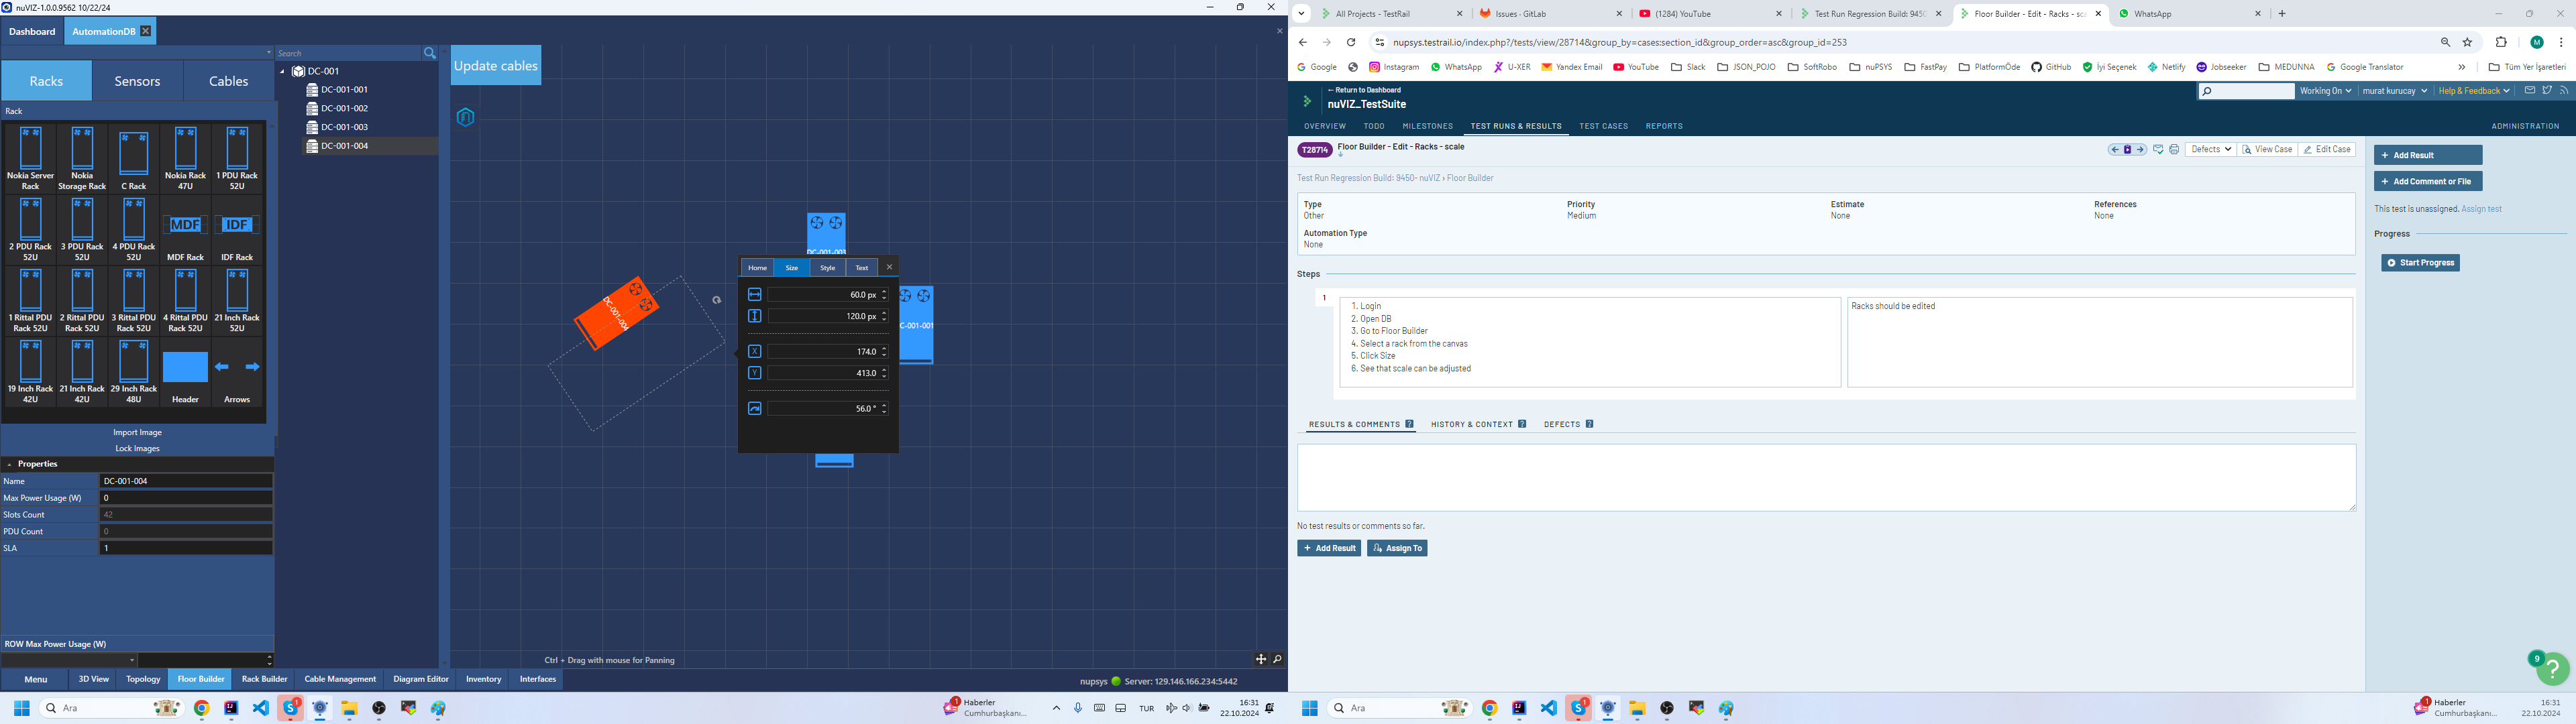 nuVIZ-1.0.0.9562 10/22/24
Dashboard
AutomationDB
Racks
Sensors
Cables
Rack
Nokia Server Rack
Nokia Storage Rack
C Rack
Nokia Rack 47U
1 PDU Rack 52U
2 PDU Rack 52U
3 PDU Rack 52U
4 PDU Rack 52U
MDF
MDF Rack
IDF
IDF Rack
1 Rittal PDU Rack 52U
2 Rittal PDU Rack 52U
3 Rittal PDU Rack 52U
4 Rittal PDU Rack 52U
21 Inch Rack 52U
19 Inch Rack 42U
21 Inch Rack 42U
29 Inch Rack 48U
Header
Arrows
Import Image
Lock Images
Properties
Name
DC-001-004
Max Power Usage (W)
0
Slots Count
42
PDU Count
0
SLA
1
ROW Max Power Usage (W)
Search
DC-001
DC-001-001
DC-001-002
DC-001-003
DC-001-004
Update cables
DC-001-003
DC-001-004
DC-001-001
Home
Size
Style
Text
60.0 px
120.0 px
X
174.0
Y
413.0
56.0 °
Ctrl + Drag with mouse for Panning
Menu
3D View
Topology
Floor Builder
Rack Builder
Cable Management
Diagram Editor
Inventory
Interfaces
nupsys
Server: 129.146.166.234:5442
Ara
1
Haberler
Cumhurbaşkanı...
TUR
16:31
22.10.2024
All Projects - TestRail
Issues · GitLab
(1284) YouTube
Test Run Regression Build: 9450
Floor Builder - Edit - Racks - sc
WhatsApp
nupsys.testrail.io/index.php?/tests/view/28714&group_by=cases:section_id&group_order=asc&group_id=253
Google
Instagram
WhatsApp
U-XER
Yandex Email
YouTube
Slack
JSON_POJO
SoftRobo
nuPSYS
FastPay
PlatformÖde
GitHub
İyi Seçenek
Netlify
Jobseeker
MEDUNNA
Google Translator
»
Tüm Yer İşaretleri
← Return to Dashboard
nuVIZ_TestSuite
Working On
murat kurucay
Help & Feedback
OVERVIEW
TODO
MILESTONES
TEST RUNS & RESULTS
TEST CASES
REPORTS
ADMINISTRATION
T28714
Floor Builder - Edit - Racks - scale
Defects
View Case
Edit Case
Test Run Regression Build: 9450- nuVIZ › Floor Builder
Type
Other
Priority
Medium
Estimate
None
References
None
Automation Type
None
Steps
1
1. Login
2. Open DB
3. Go to Floor Builder
4. Select a rack from the canvas
5. Click Size
6. See that scale can be adjusted
Racks should be edited
RESULTS & COMMENTS ?
HISTORY & CONTEXT ?
DEFECTS ?
No test results or comments so far.
+ Add Result
Assign To
+ Add Result
+ Add Comment or File
This test is unassigned. Assign test
Progress
Start Progress
9
?
Ara
1
Haberler
Cumhurbaşkanı...
16:31
22.10.2024